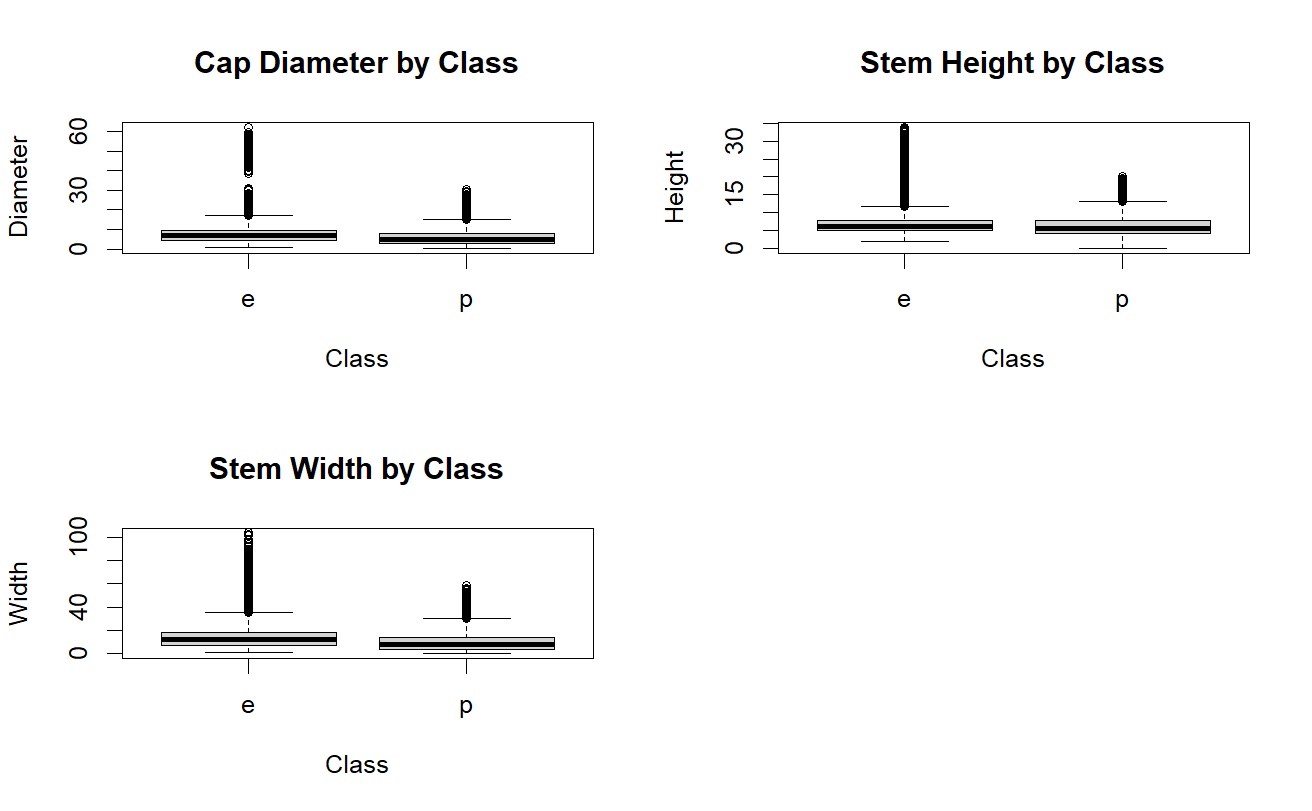 Cap Diameter by Class
Diameter
60
30
0
e
p
Class
Stem Height by Class
Height
30
15
0
e
p
Class
Stem Width by Class
Width
100
40
0
e
p
Class